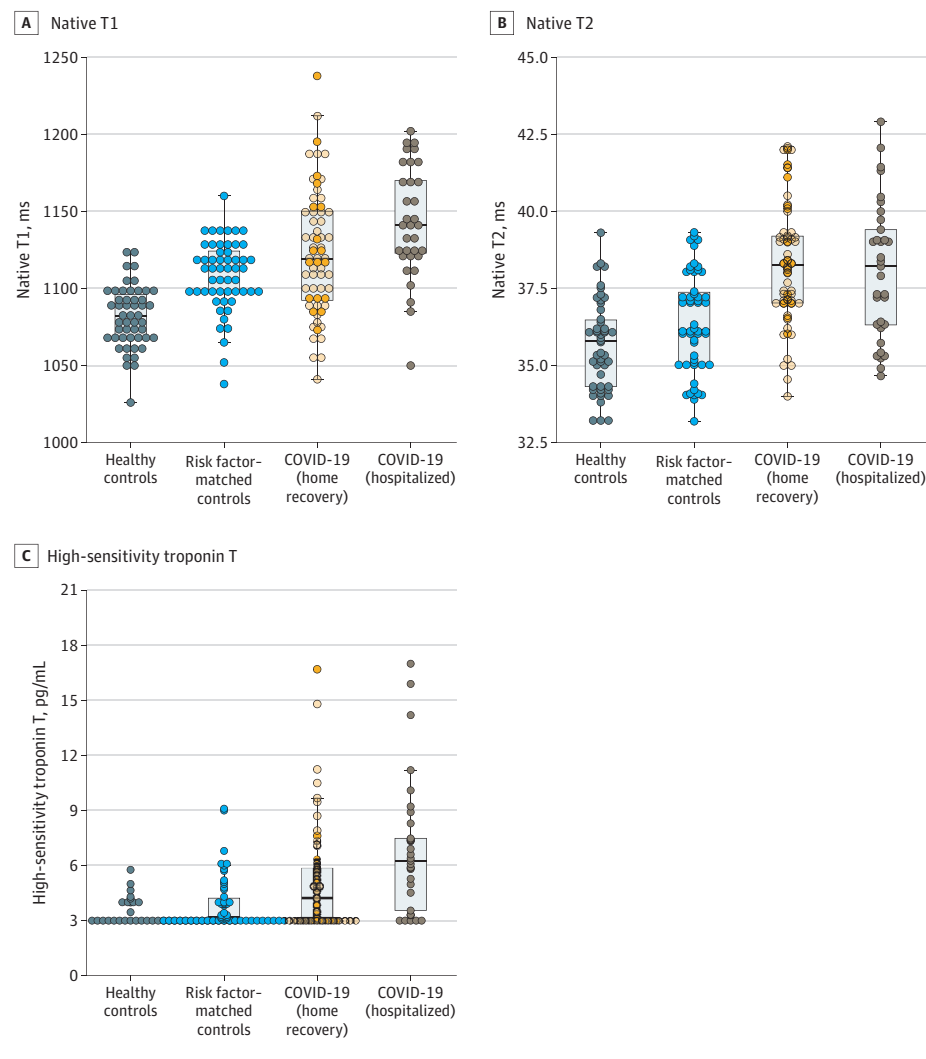 A Native T1
1250
1200
1150
1100
1050
1000
Native T1, ms
Healthy
controls
Risk factor-
matched
controls
COVID-19
(home
recovery)
COVID-19
(hospitalized)
B Native T2
45.0
42.5
40.0
37.5
35.0
32.5
Native T2, ms
Healthy
controls
Risk factor-
matched
controls
COVID-19
(home
recovery)
COVID-19
(hospitalized)
C High-sensitivity troponin T
21
18
15
12
9
6
3
0
High-sensitivity troponin T, pg/mL
Healthy
controls
Risk factor-
matched
controls
COVID-19
(home
recovery)
COVID-19
(hospitalized)